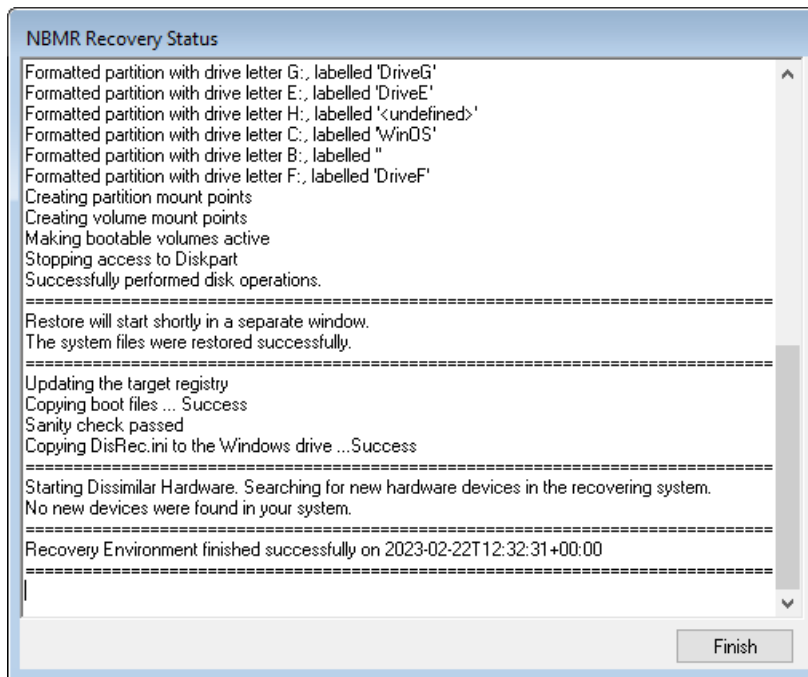 NBMR Recovery Status
Formatted partition with drive letter G:, labelled 'DriveG'
Formatted partition with drive letter E:, labelled 'DriveE'
Formatted partition with drive letter H:, labelled '<undefined>'
Formatted partition with drive letter C:, labelled 'WinOS'
Formatted partition with drive letter B:, labelled ''
Formatted partition with drive letter F:, labelled 'DriveF'
Creating partition mount points
Creating volume mount points
Making bootable volumes active
Stopping access to Diskpart
Successfully performed disk operations.
==========================================================================
Restore will start shortly in a separate window.
The system files were restored successfully.
==========================================================================
Updating the target registry
Copying boot files ... Success
Sanity check passed
Copying DisRec.ini to the Windows drive ...Success
==========================================================================
Starting Dissimilar Hardware. Searching for new hardware devices in the recovering system.
No new devices were found in your system.
==========================================================================
Recovery Environment finished successfully on 2023-02-22T12:32:31+00:00
==========================================================================
Finish